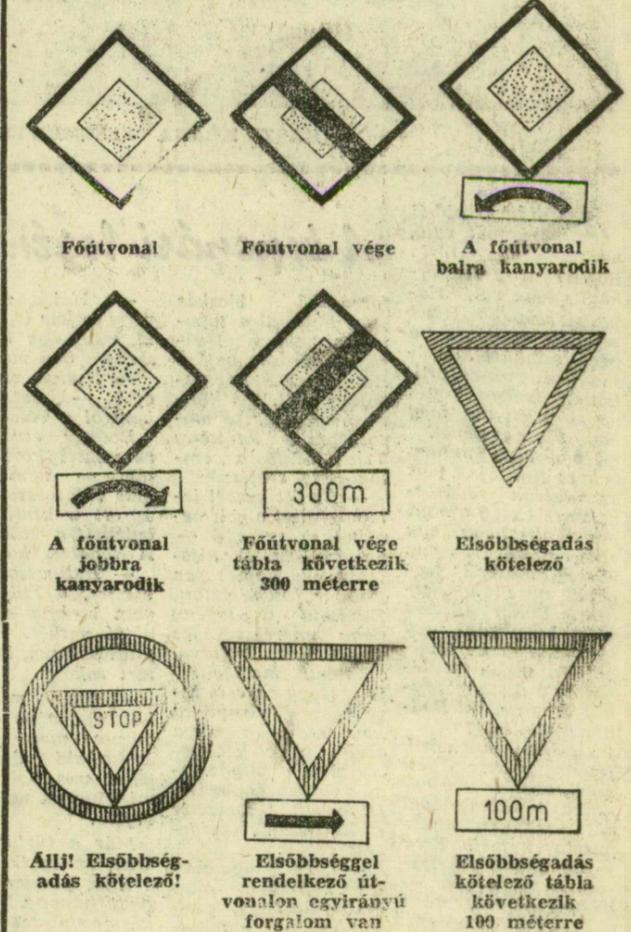 Főútvonal
Főútvonal vége
A főútvonal
balra kanyarodik
A főútvonal
jobbra
kanyarodik
300m
Főútvonal vége
tábla következik
300 méterre
Elsőbbségadás
kötelező
STOP
Állj! Elsőbbség-
adás kötelező!
Elsőbbséggel
rendelkező út-
vonalon egyirányú
forgalom van
100m
Elsőbbségadás
kötelező tábla
következik
100 méterre